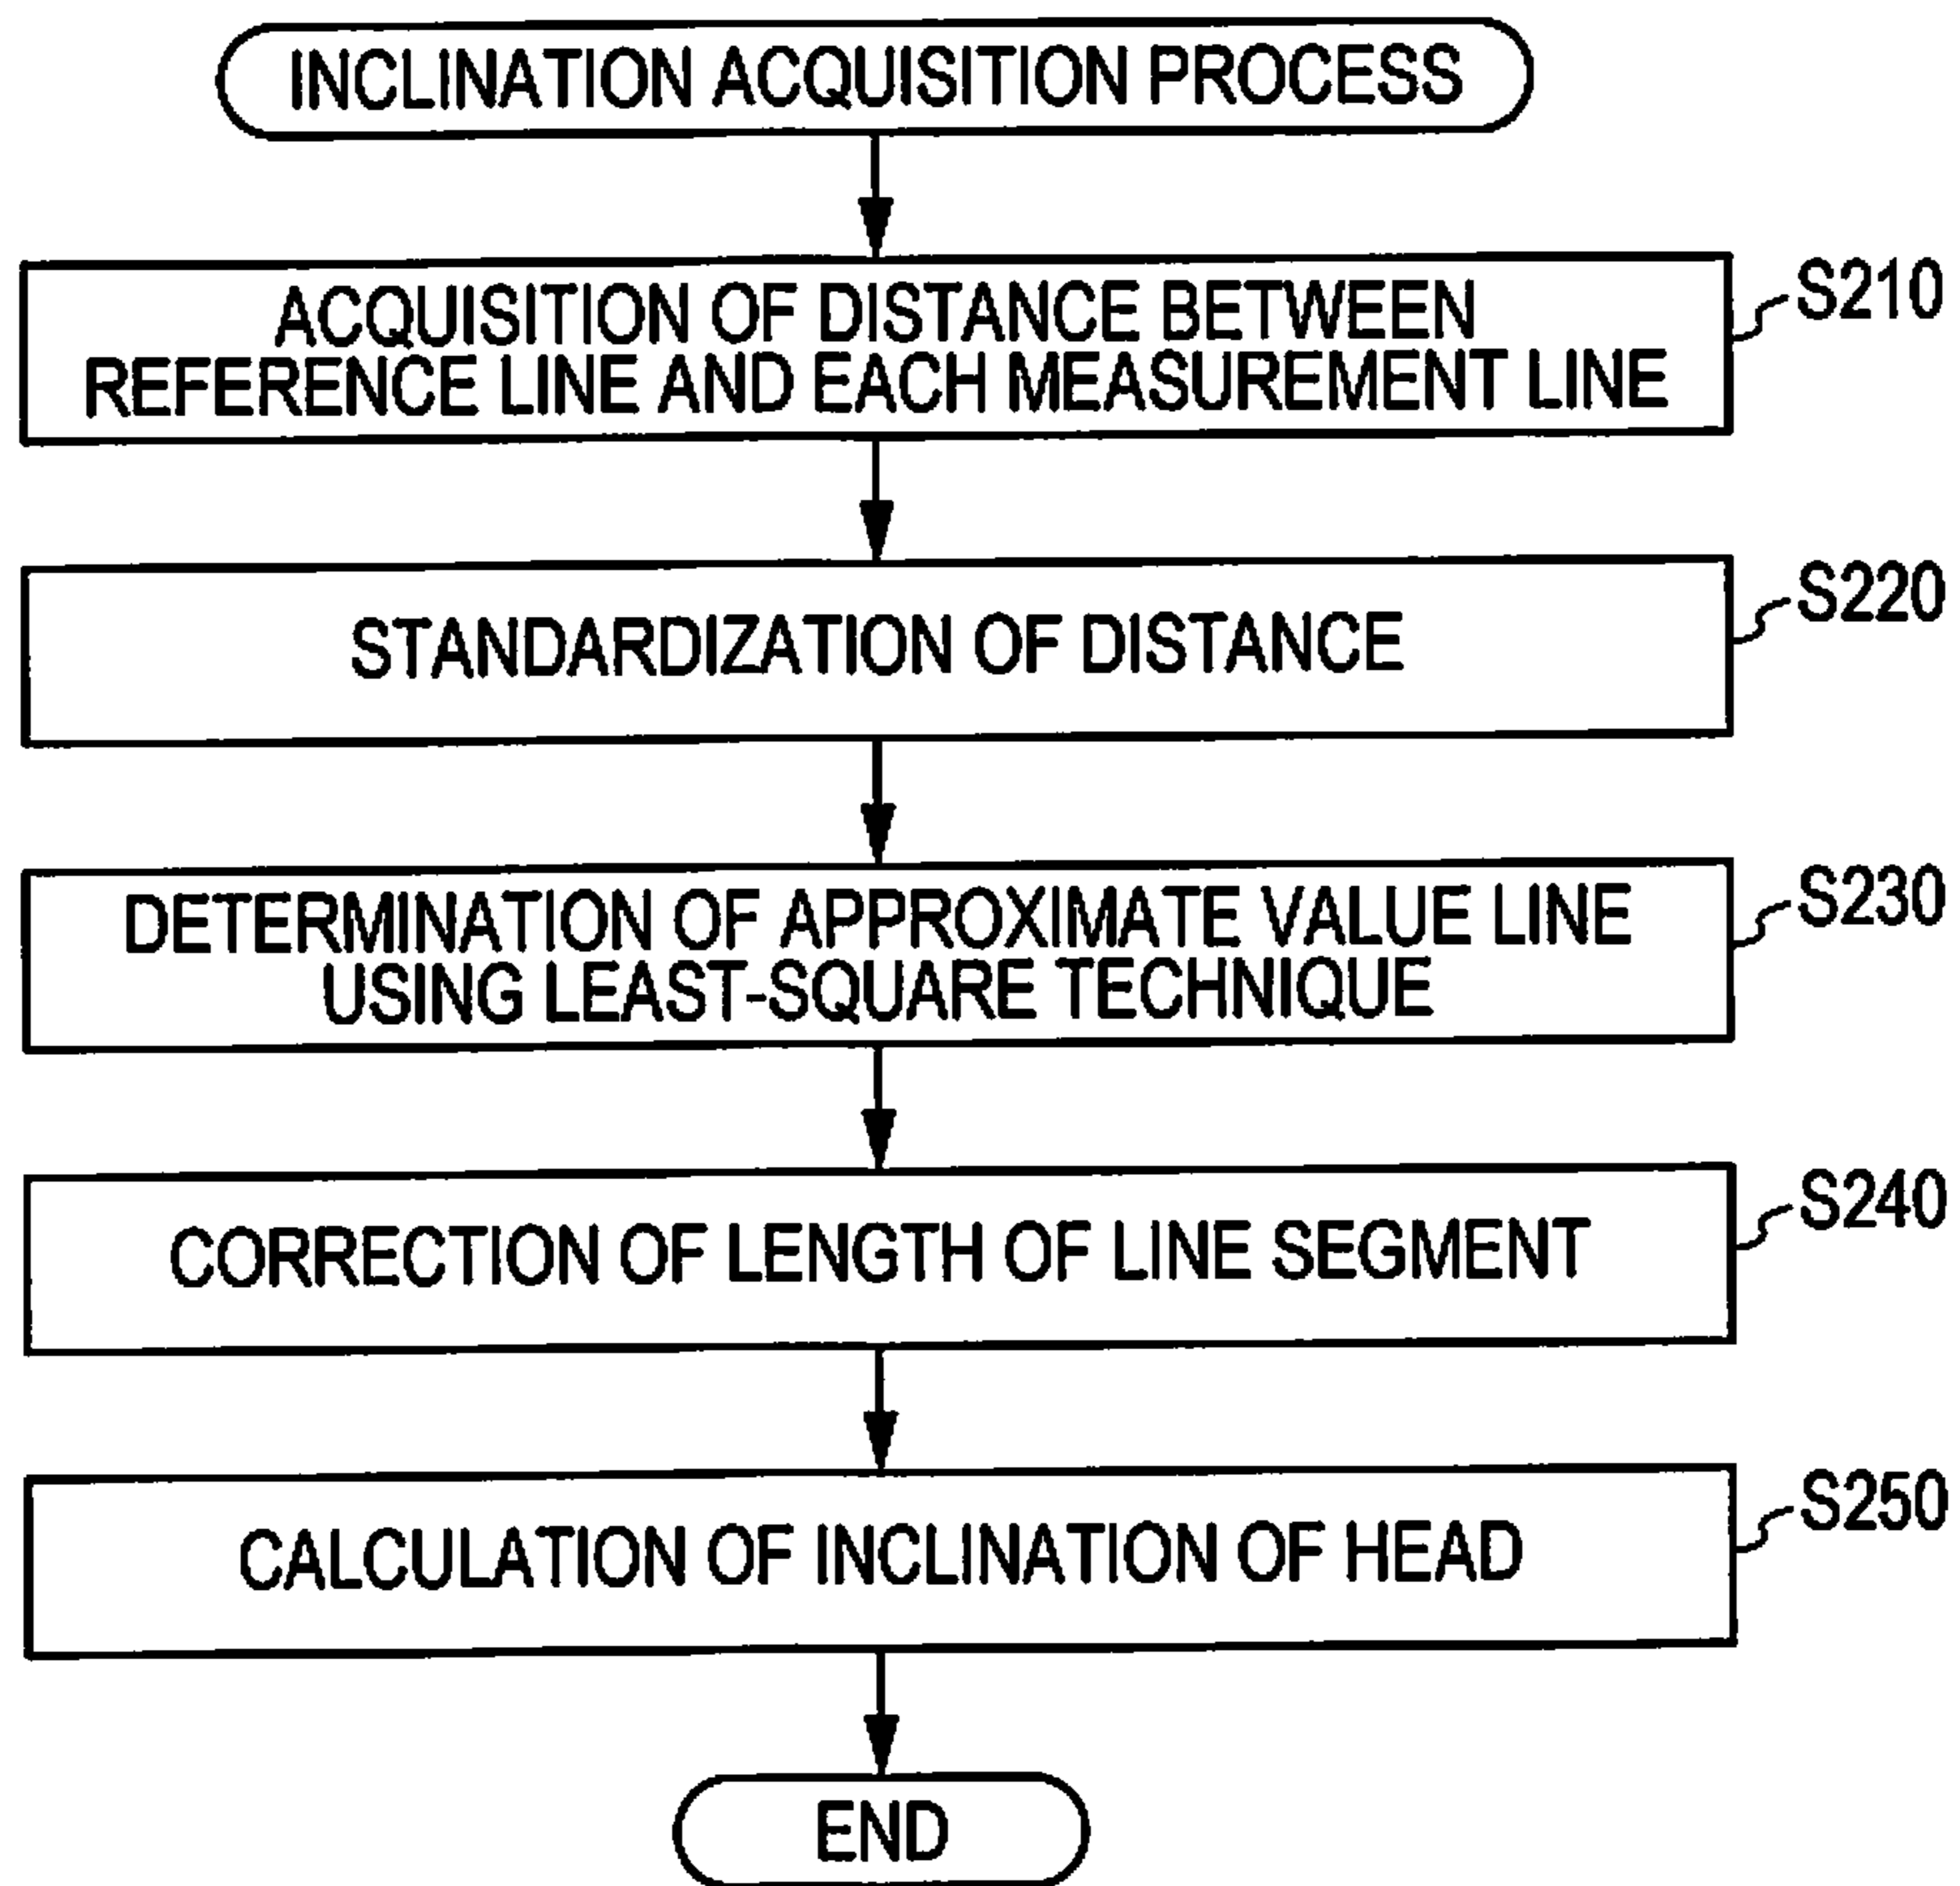 INCLINATION ACQUISITION PROCESS
ACQUISITION OF DISTANCE BETWEEN
REFERENCE LINE AND EACH MEASUREMENT LINE
S210
STANDARDIZATION OF DISTANCE
S220
DETERMINATION OF APPROXIMATE VALUE LINE
USING LEAST-SQUARE TECHNIQUE
S230
CORRECTION OF LENGTH OF LINE SEGMENT
S240
CALCULATION OF INCLINATION OF HEAD
S250
END